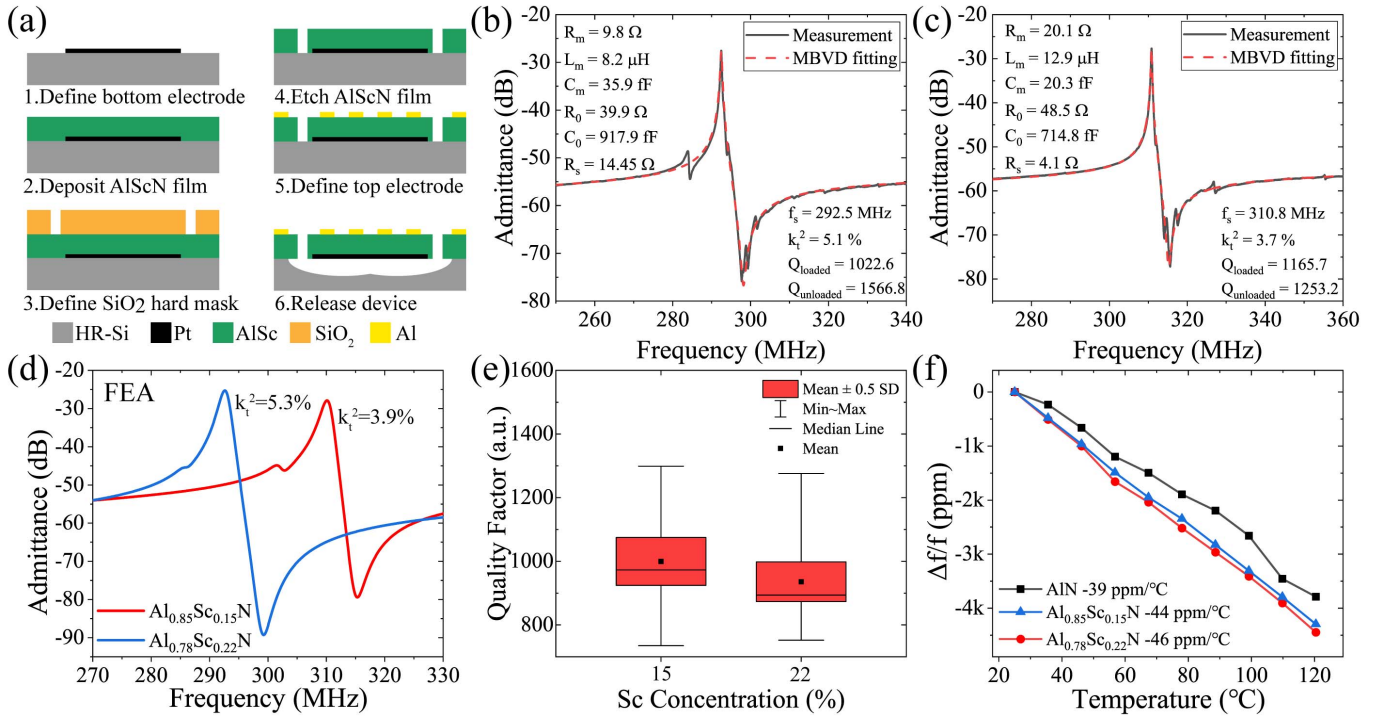 (a)
1.Define bottom electrode
2.Deposit AlScN film
3.Define SiO2 hard mask
4.Etch AlScN film
5.Define top electrode
6.Release device
HR-Si
Pt
AlSc
SiO₂
Al
(b)
Admittance (dB)
-20
-30
-40
-50
-60
-70
-80
Rₘ = 9.8 Ω
Lₘ = 8.2 μH
Cₘ = 35.9 fF
R₀ = 39.9 Ω
C₀ = 917.9 fF
Rₛ = 14.45 Ω
Measurement
MBVD fitting
fₛ = 292.5 MHz
kₜ² = 5.1 %
Q_loaded = 1022.6
Q_unloaded = 1566.8
260
280
300
320
340
Frequency (MHz)
(c)
Admittance (dB)
-20
-30
-40
-50
-60
-70
-80
Rₘ = 20.1 Ω
Lₘ = 12.9 μH
Cₘ = 20.3 fF
R₀ = 48.5 Ω
C₀ = 714.8 fF
Rₛ = 4.1 Ω
Measurement
MBVD fitting
fₛ = 310.8 MHz
kₜ² = 3.7 %
Q_loaded = 1165.7
Q_unloaded = 1253.2
280
300
320
340
360
Frequency (MHz)
(d)
Admittance (dB)
-20
-30
-40
-50
-60
-70
-80
-90
FEA
kₜ²=5.3%
kₜ²=3.9%
Al₀.₈₅Sc₀.₁₅N
Al₀.₇₈Sc₀.₂₂N
270
280
290
300
310
320
330
Frequency (MHz)
(e)
Quality Factor (a.u.)
1600
1400
1200
1000
800
Mean ± 0.5 SD
Min~Max
Median Line
Mean
15
22
Sc Concentration (%)
(f)
Δf/f (ppm)
0
-1k
-2k
-3k
-4k
AlN -39 ppm/°C
Al₀.₈₅Sc₀.₁₅N -44 ppm/°C
Al₀.₇₈Sc₀.₂₂N -46 ppm/°C
20
40
60
80
100
120
140
Temperature (°C)